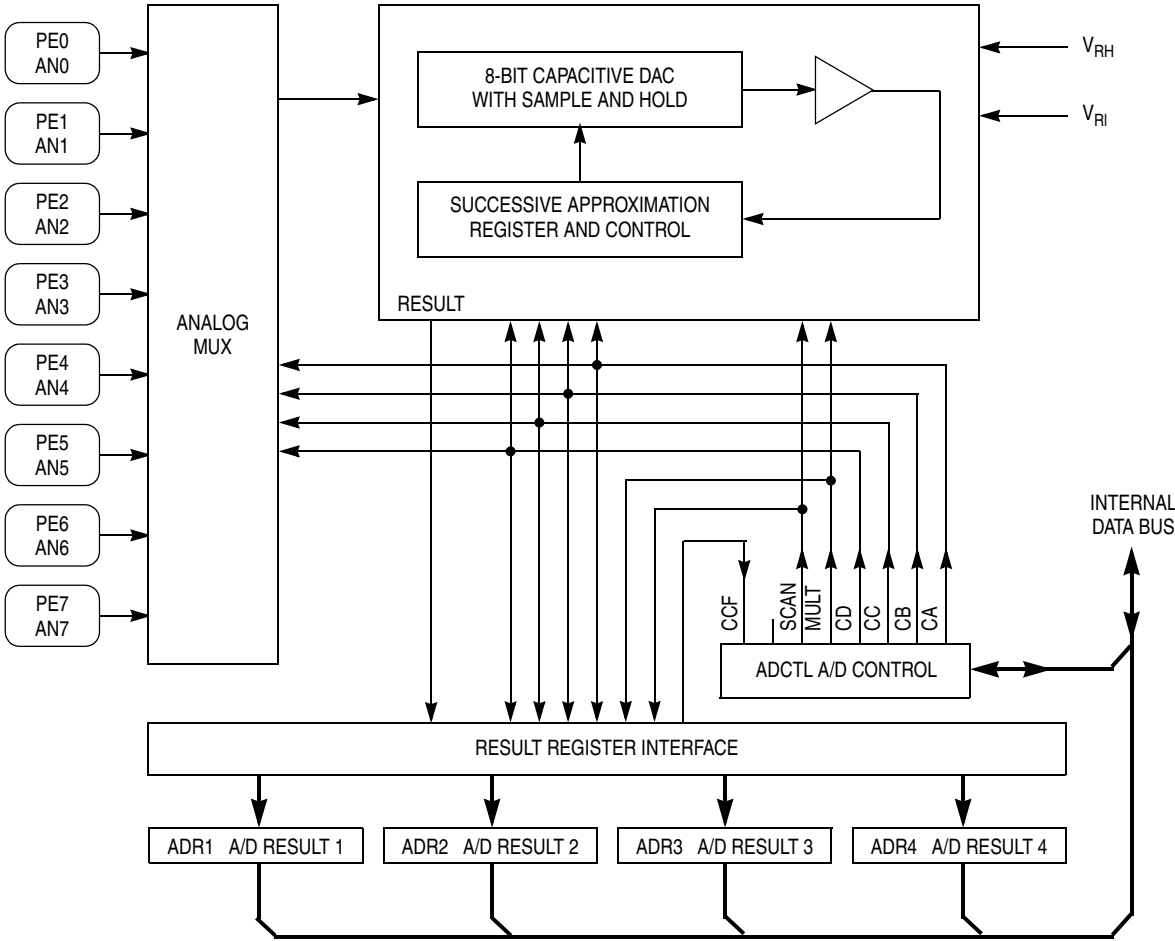 PE0
AN0
PE1
AN1
PE2
AN2
PE3
AN3
PE4
AN4
PE5
AN5
PE6
AN6
PE7
AN7
ANALOG
MUX
8-BIT CAPACITIVE DAC
WITH SAMPLE AND HOLD
SUCCESSIVE APPROXIMATION
REGISTER AND CONTROL
RESULT
VRH
VRI
INTERNAL
DATA BUS
CCF
SCAN
MULT
CD
CC
CB
CA
ADCTL A/D CONTROL
RESULT REGISTER INTERFACE
ADR1 A/D RESULT 1
ADR2 A/D RESULT 2
ADR3 A/D RESULT 3
ADR4 A/D RESULT 4